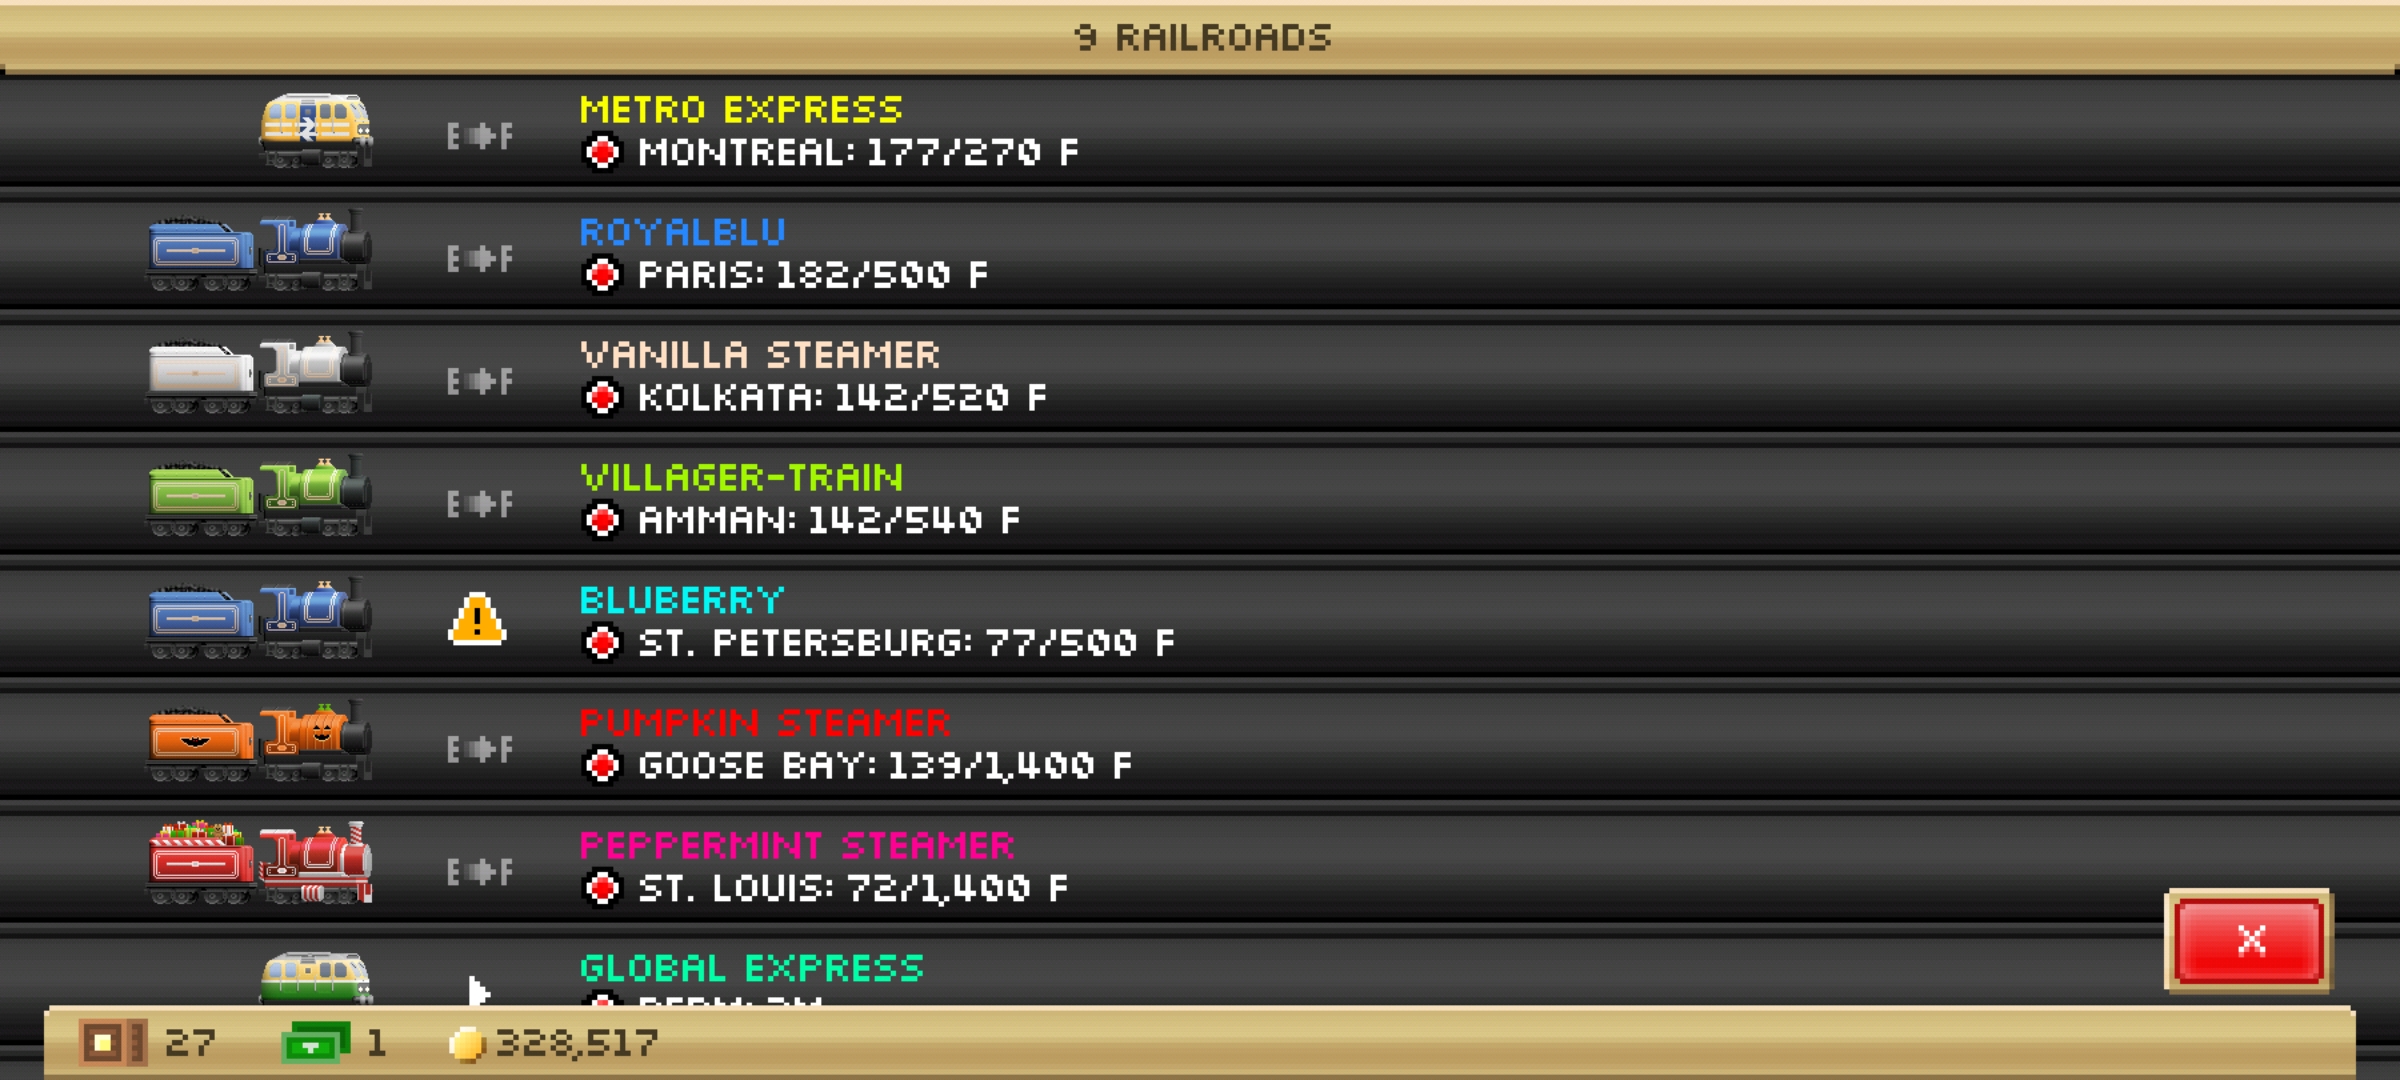 9 RAILROADS
METRO EXPRESS
E F MONTREAL: 177/270 F
ROYALBLU
E F PARIS: 182/500 F
VANILLA STEAMER
E F KOLKATA: 142/520 F
VILLAGER-TRAIN
E F AMMAN: 142/540 F
BLUBERRY
! ST. PETERSBURG: 77/500 F
PUMPKIN STEAMER
E F GOOSE BAY: 139/1,400 F
PEPPERMINT STEAMER
E F ST. LOUIS: 72/1,400 F
X
GLOBAL EXPRESS
27 1 328,517